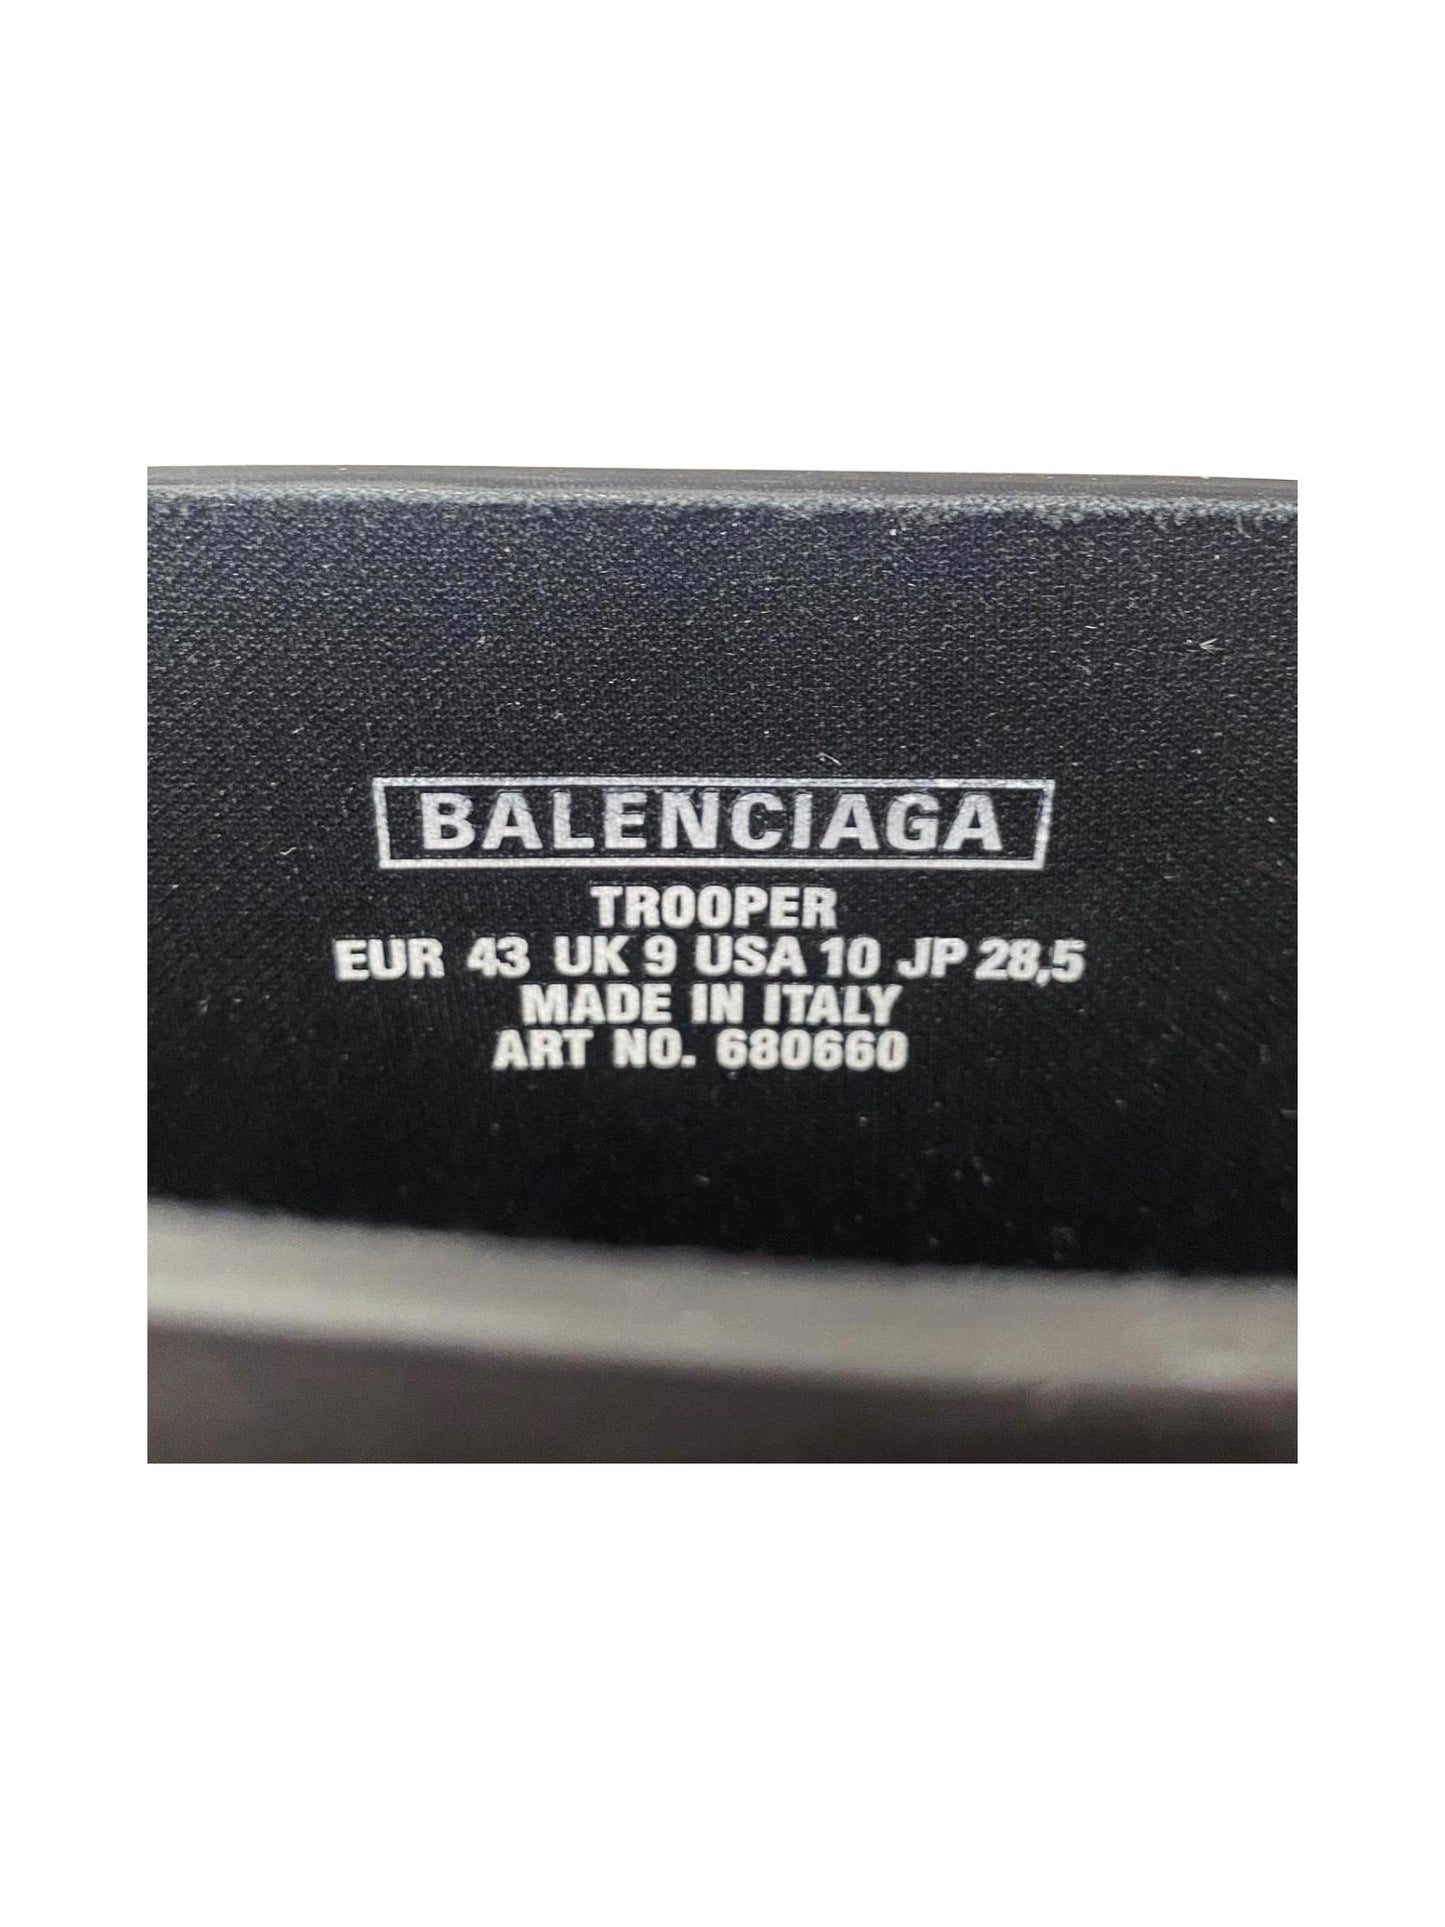 BALENCIAGA
TROOPER
EUR 43 UK 9 USA 10 JP 28,5
MADE IN ITALY
ART NO. 680660